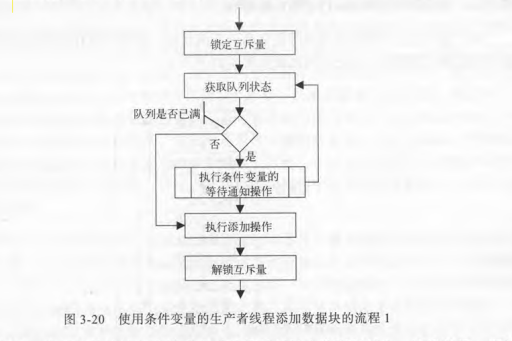 锁定互斥量
获取队列状态
队列是否已满
否
是
执行条件变量的
等待通知操作
执行添加操作
解锁互斥量
图 3-20 使用条件变量的生产者线程添加数据块的流程 1